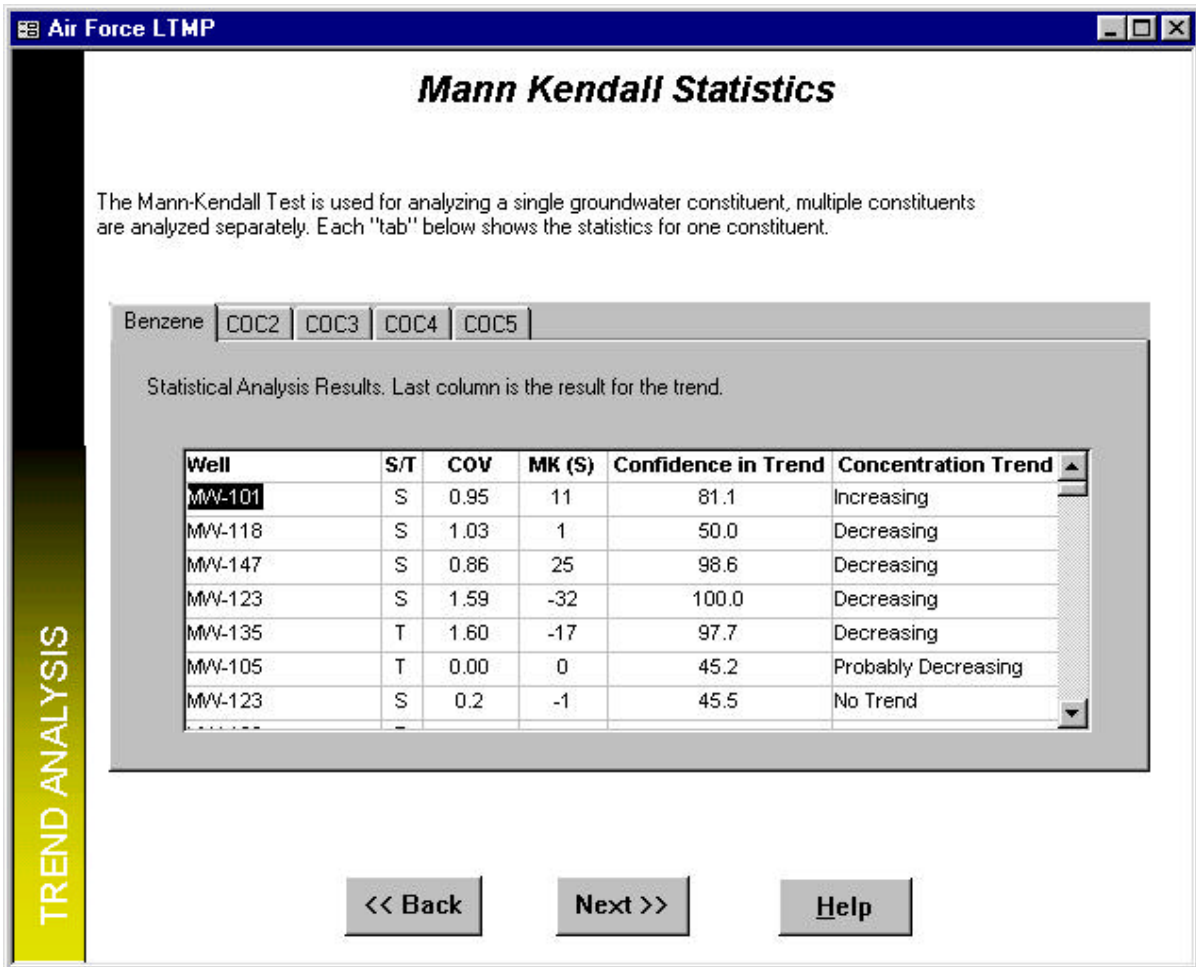 Air Force LTMP
Mann Kendall Statistics
The Mann-Kendall Test is used for analyzing a single groundwater constituent, multiple constituents
are analyzed separately. Each "tab" below shows the statistics for one constituent.
Benzene COC2 COC3 COC4 COC5
Statistical Analysis Results. Last column is the result for the trend.
Well S/T COV MK (S) Confidence in Trend Concentration Trend
MW-101 S 0.95 11 81.1 Increasing
MW-118 S 1.03 1 50.0 Decreasing
MW-147 S 0.86 25 98.6 Decreasing
MW-123 S 1.59 -32 100.0 Decreasing
MW-135 T 1.60 -17 97.7 Decreasing
MW-105 T 0.00 0 45.2 Probably Decreasing
MW-123 S 0.2 -1 45.5 No Trend
TREND ANALYSIS
<< Back Next >> Help